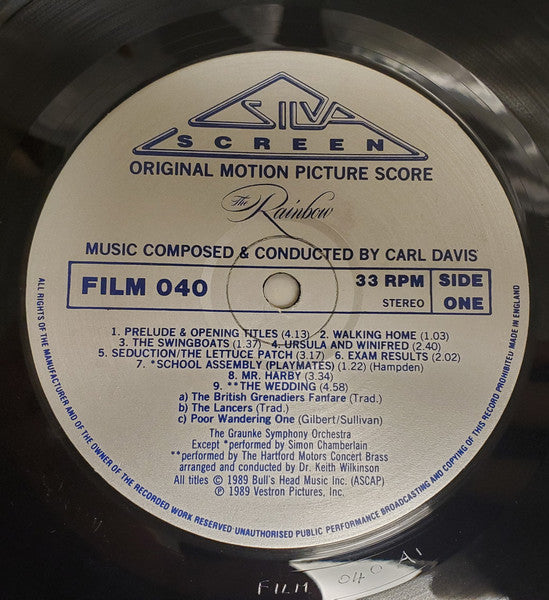 SILVA
SCREEN
ORIGINAL MOTION PICTURE SCORE
The Rainbow
MUSIC COMPOSED & CONDUCTED BY CARL DAVIS
FILM 040
33 RPM
STEREO
SIDE
ONE
1. PRELUDE & OPENING TITLES (4.13) 2. WALKING HOME (1.03)
3. THE SWINGBOATS (1.37) 4. URSULA AND WINIFRED (2.40)
5. SEDUCTION/THE LETTUCE PATCH (3.17) 6. EXAM RESULTS (2.02)
7. *SCHOOL ASSEMBLY (PLAYMATES) (1.22) (Hampden)
8. MR. HARBY (3.34)
9. **THE WEDDING (4.58)
a) The British Grenadiers Fanfare (Trad.)
b) The Lancers (Trad.)
c) Poor Wandering One (Gilbert/Sullivan)
The Graunke Symphony Orchestra
Except *performed by Simon Chamberlain
**performed by The Hartford Motors Concert Brass
arranged and conducted by Dr. Keith Wilkinson
All titles © 1989 Bull's Head Music Inc. (ASCAP)
℗ 1989 Vestron Pictures, Inc.
ALL RIGHTS OF THE MANUFACTURER AND OF THE OWNER OF THE RECORDED WORK RESERVED UNAUTHORISED PUBLIC PERFORMANCE BROADCASTING AND COPYING OF THIS RECORD PROHIBITED/ MADE IN ENGLAND
FILM 040 A1